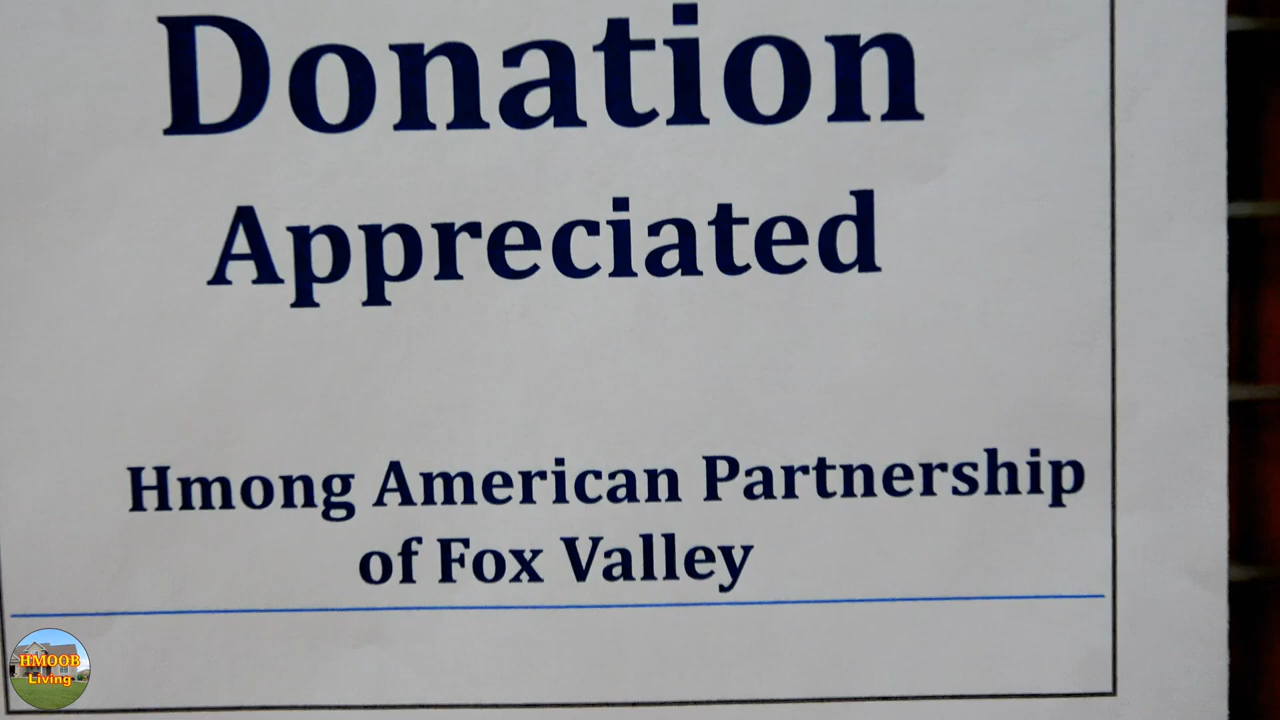 Donation
Appreciated
Hmong American Partnership
of Fox Valley
HMOOB
Living